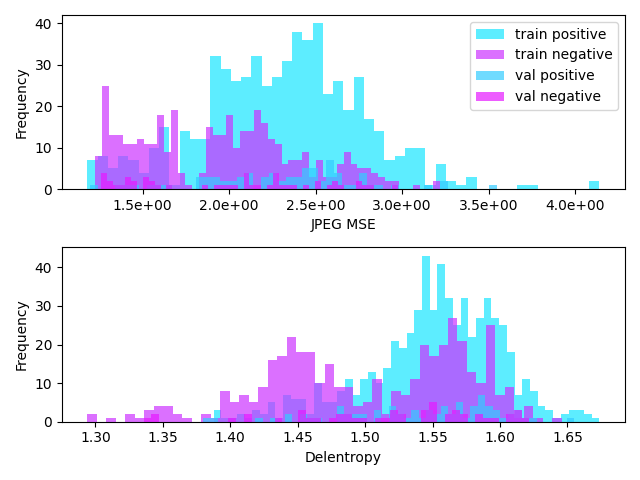 40
30
20
10
0
Frequency
train positive
train negative
val positive
val negative
1.5e+00 2.0e+00 2.5e+00 3.0e+00 3.5e+00 4.0e+00
JPEG MSE
40
30
20
10
0
Frequency
1.30 1.35 1.40 1.45 1.50 1.55 1.60 1.65
Delentropy